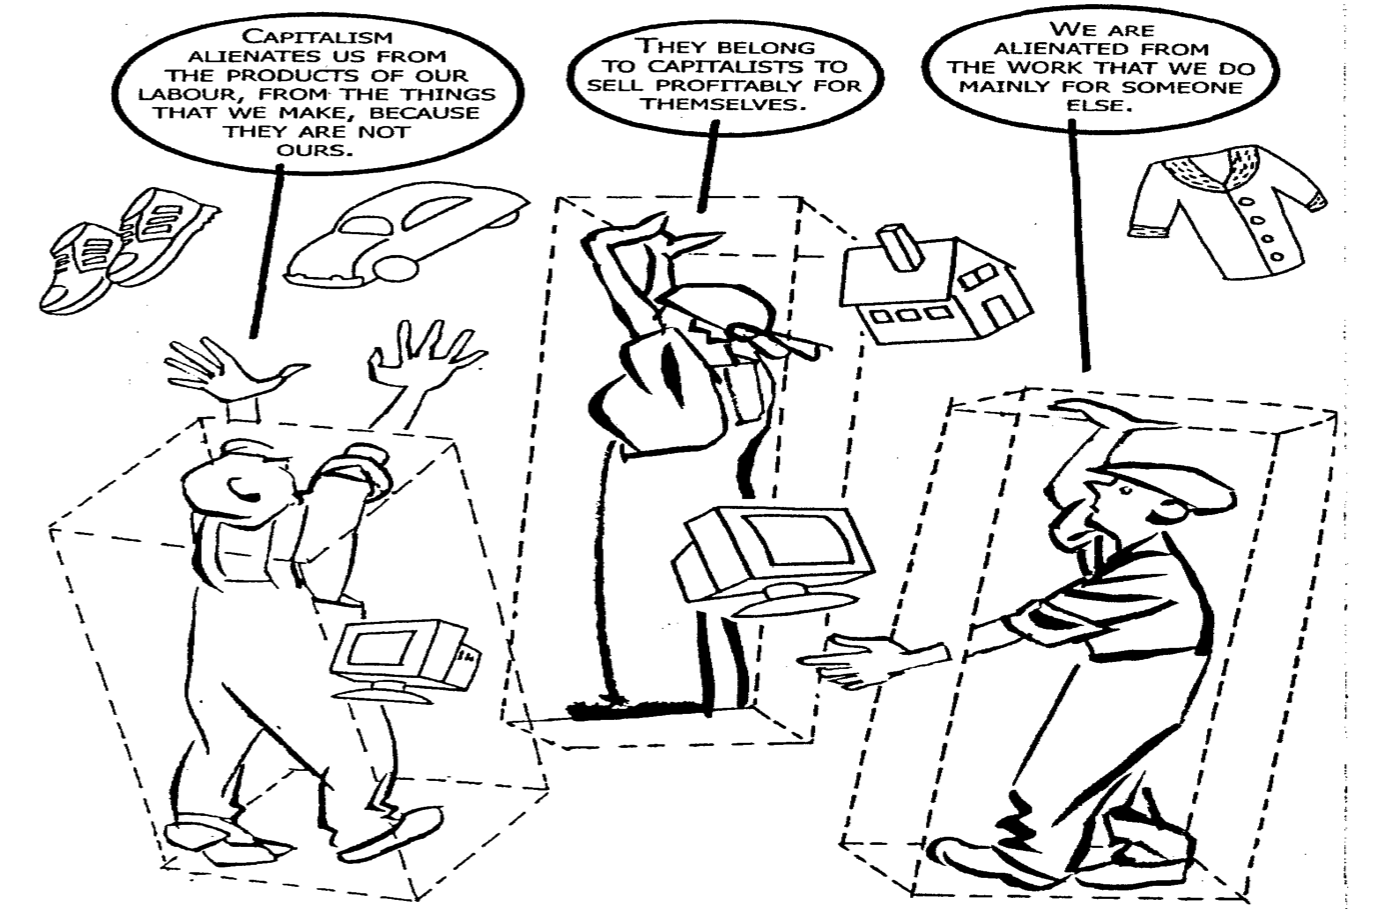 CAPITALISM
ALIENATES US FROM
THE PRODUCTS OF OUR
LABOUR, FROM THE THINGS
THAT WE MAKE, BECAUSE
THEY ARE NOT
OURS.
THEY BELONG
TO CAPITALISTS TO
SELL PROFITABLY FOR
THEMSELVES.
WE ARE
ALIENATED FROM
THE WORK THAT WE DO
MAINLY FOR SOMEONE
ELSE.